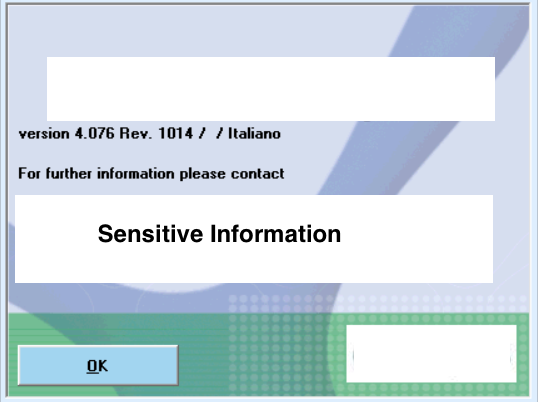 version 4.076 Rev. 1014 /  / Italiano
For further information please contact
Sensitive Information
OK